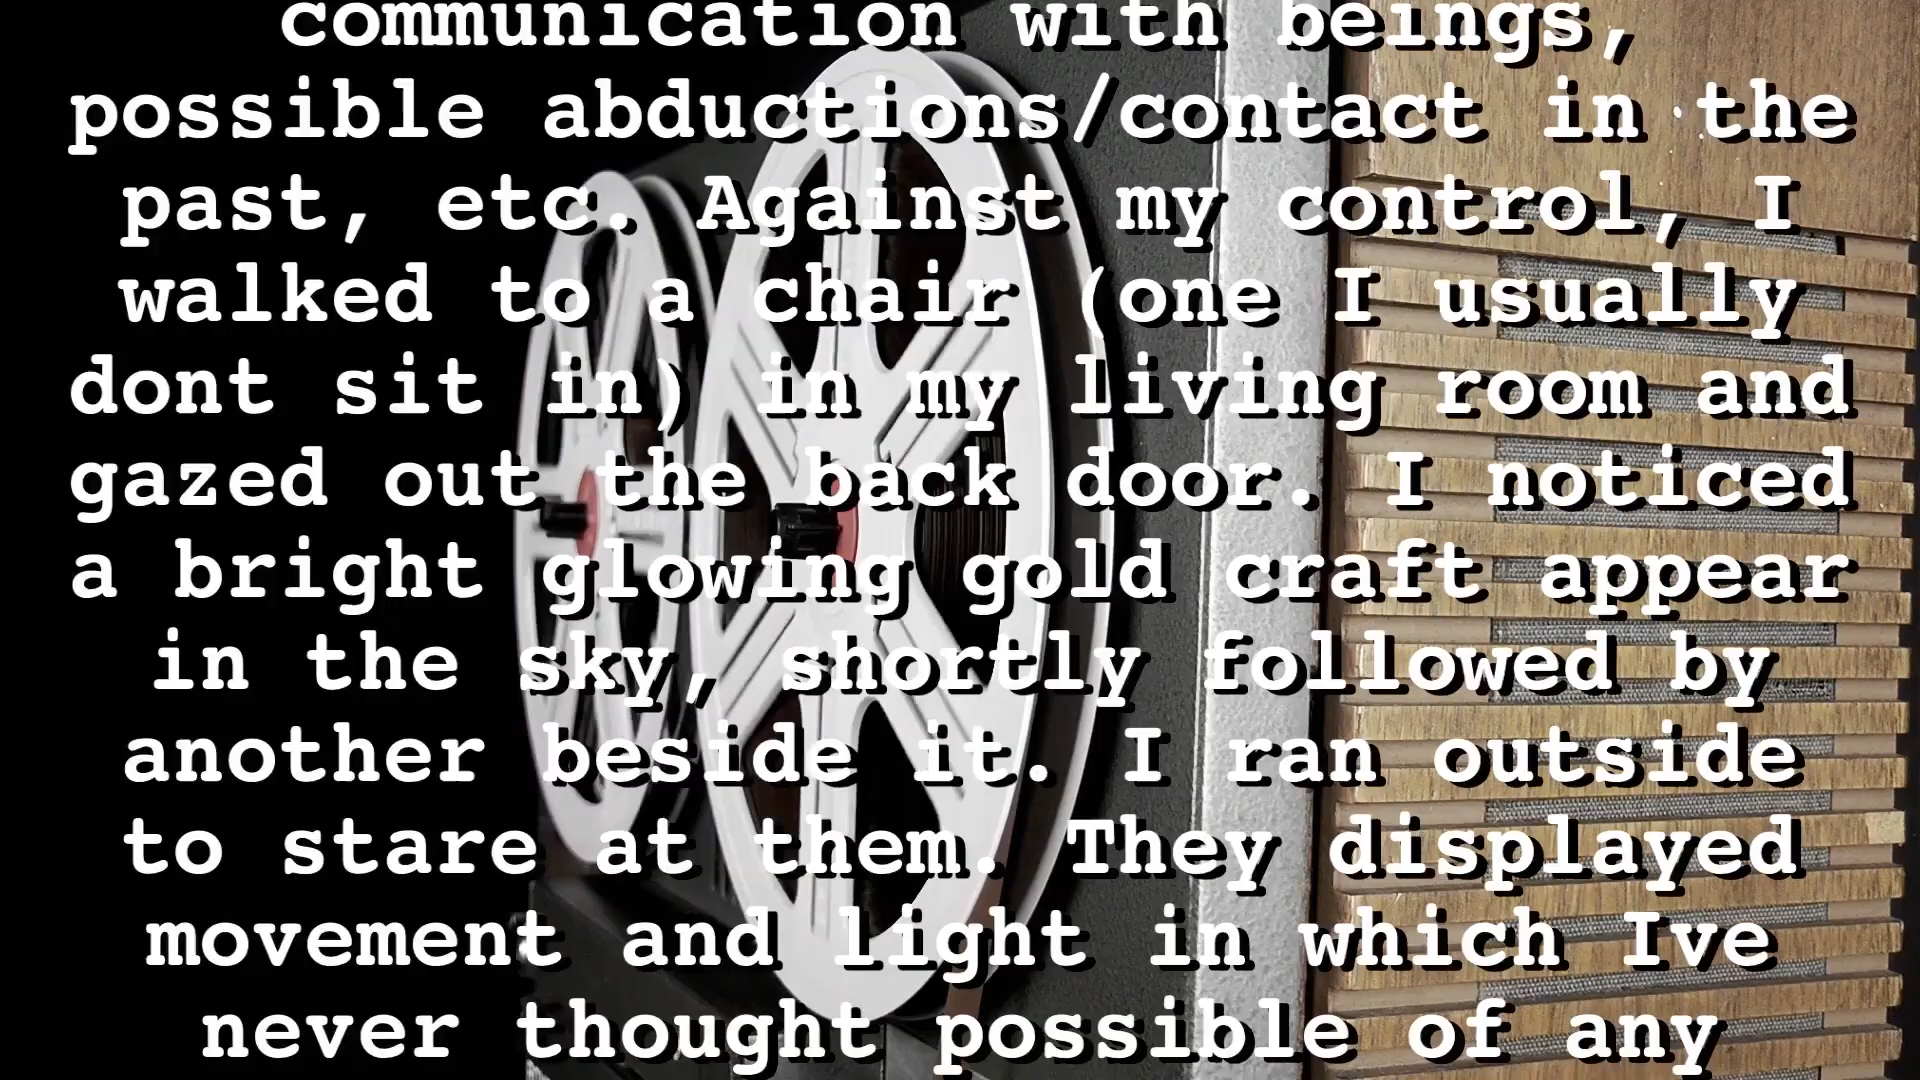 communication with beings,
possible abductions/contact in the
past, etc. Against my control, I
walked to a chair (one I usually
dont sit in) in my living room and
gazed out the back door. I noticed
a bright glowing gold craft appear
in the sky, shortly followed by
another beside it. I ran outside
to stare at them. They displayed
movement and light in which Ive
never thought possible of any